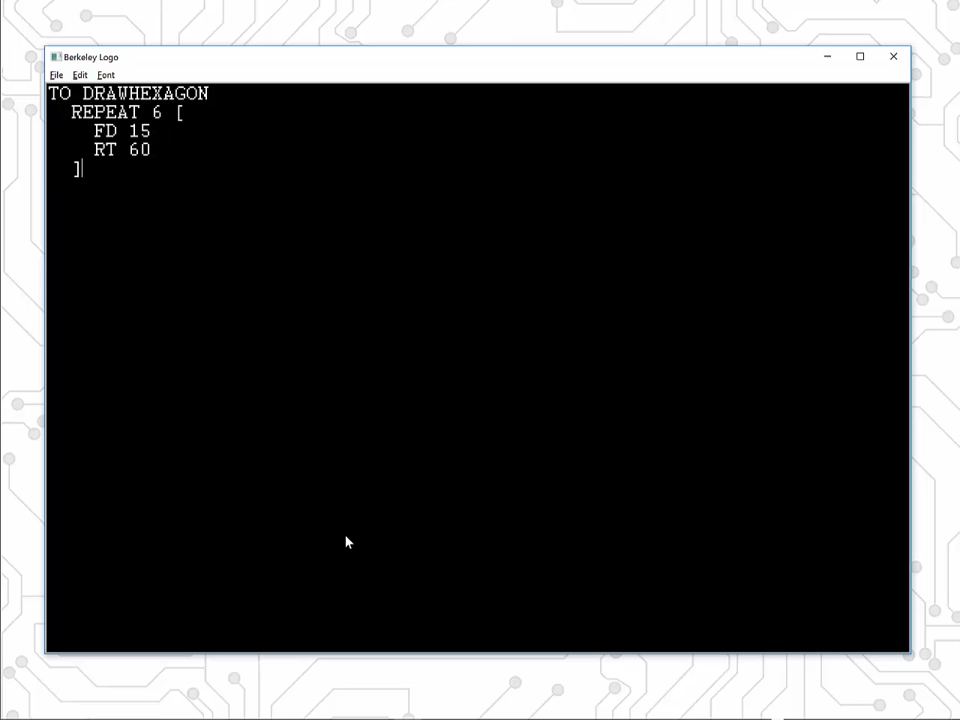 Berkeley Logo
File Edit Font
TO DRAWHEXAGON
REPEAT 6 [
FD 15
RT 60
]